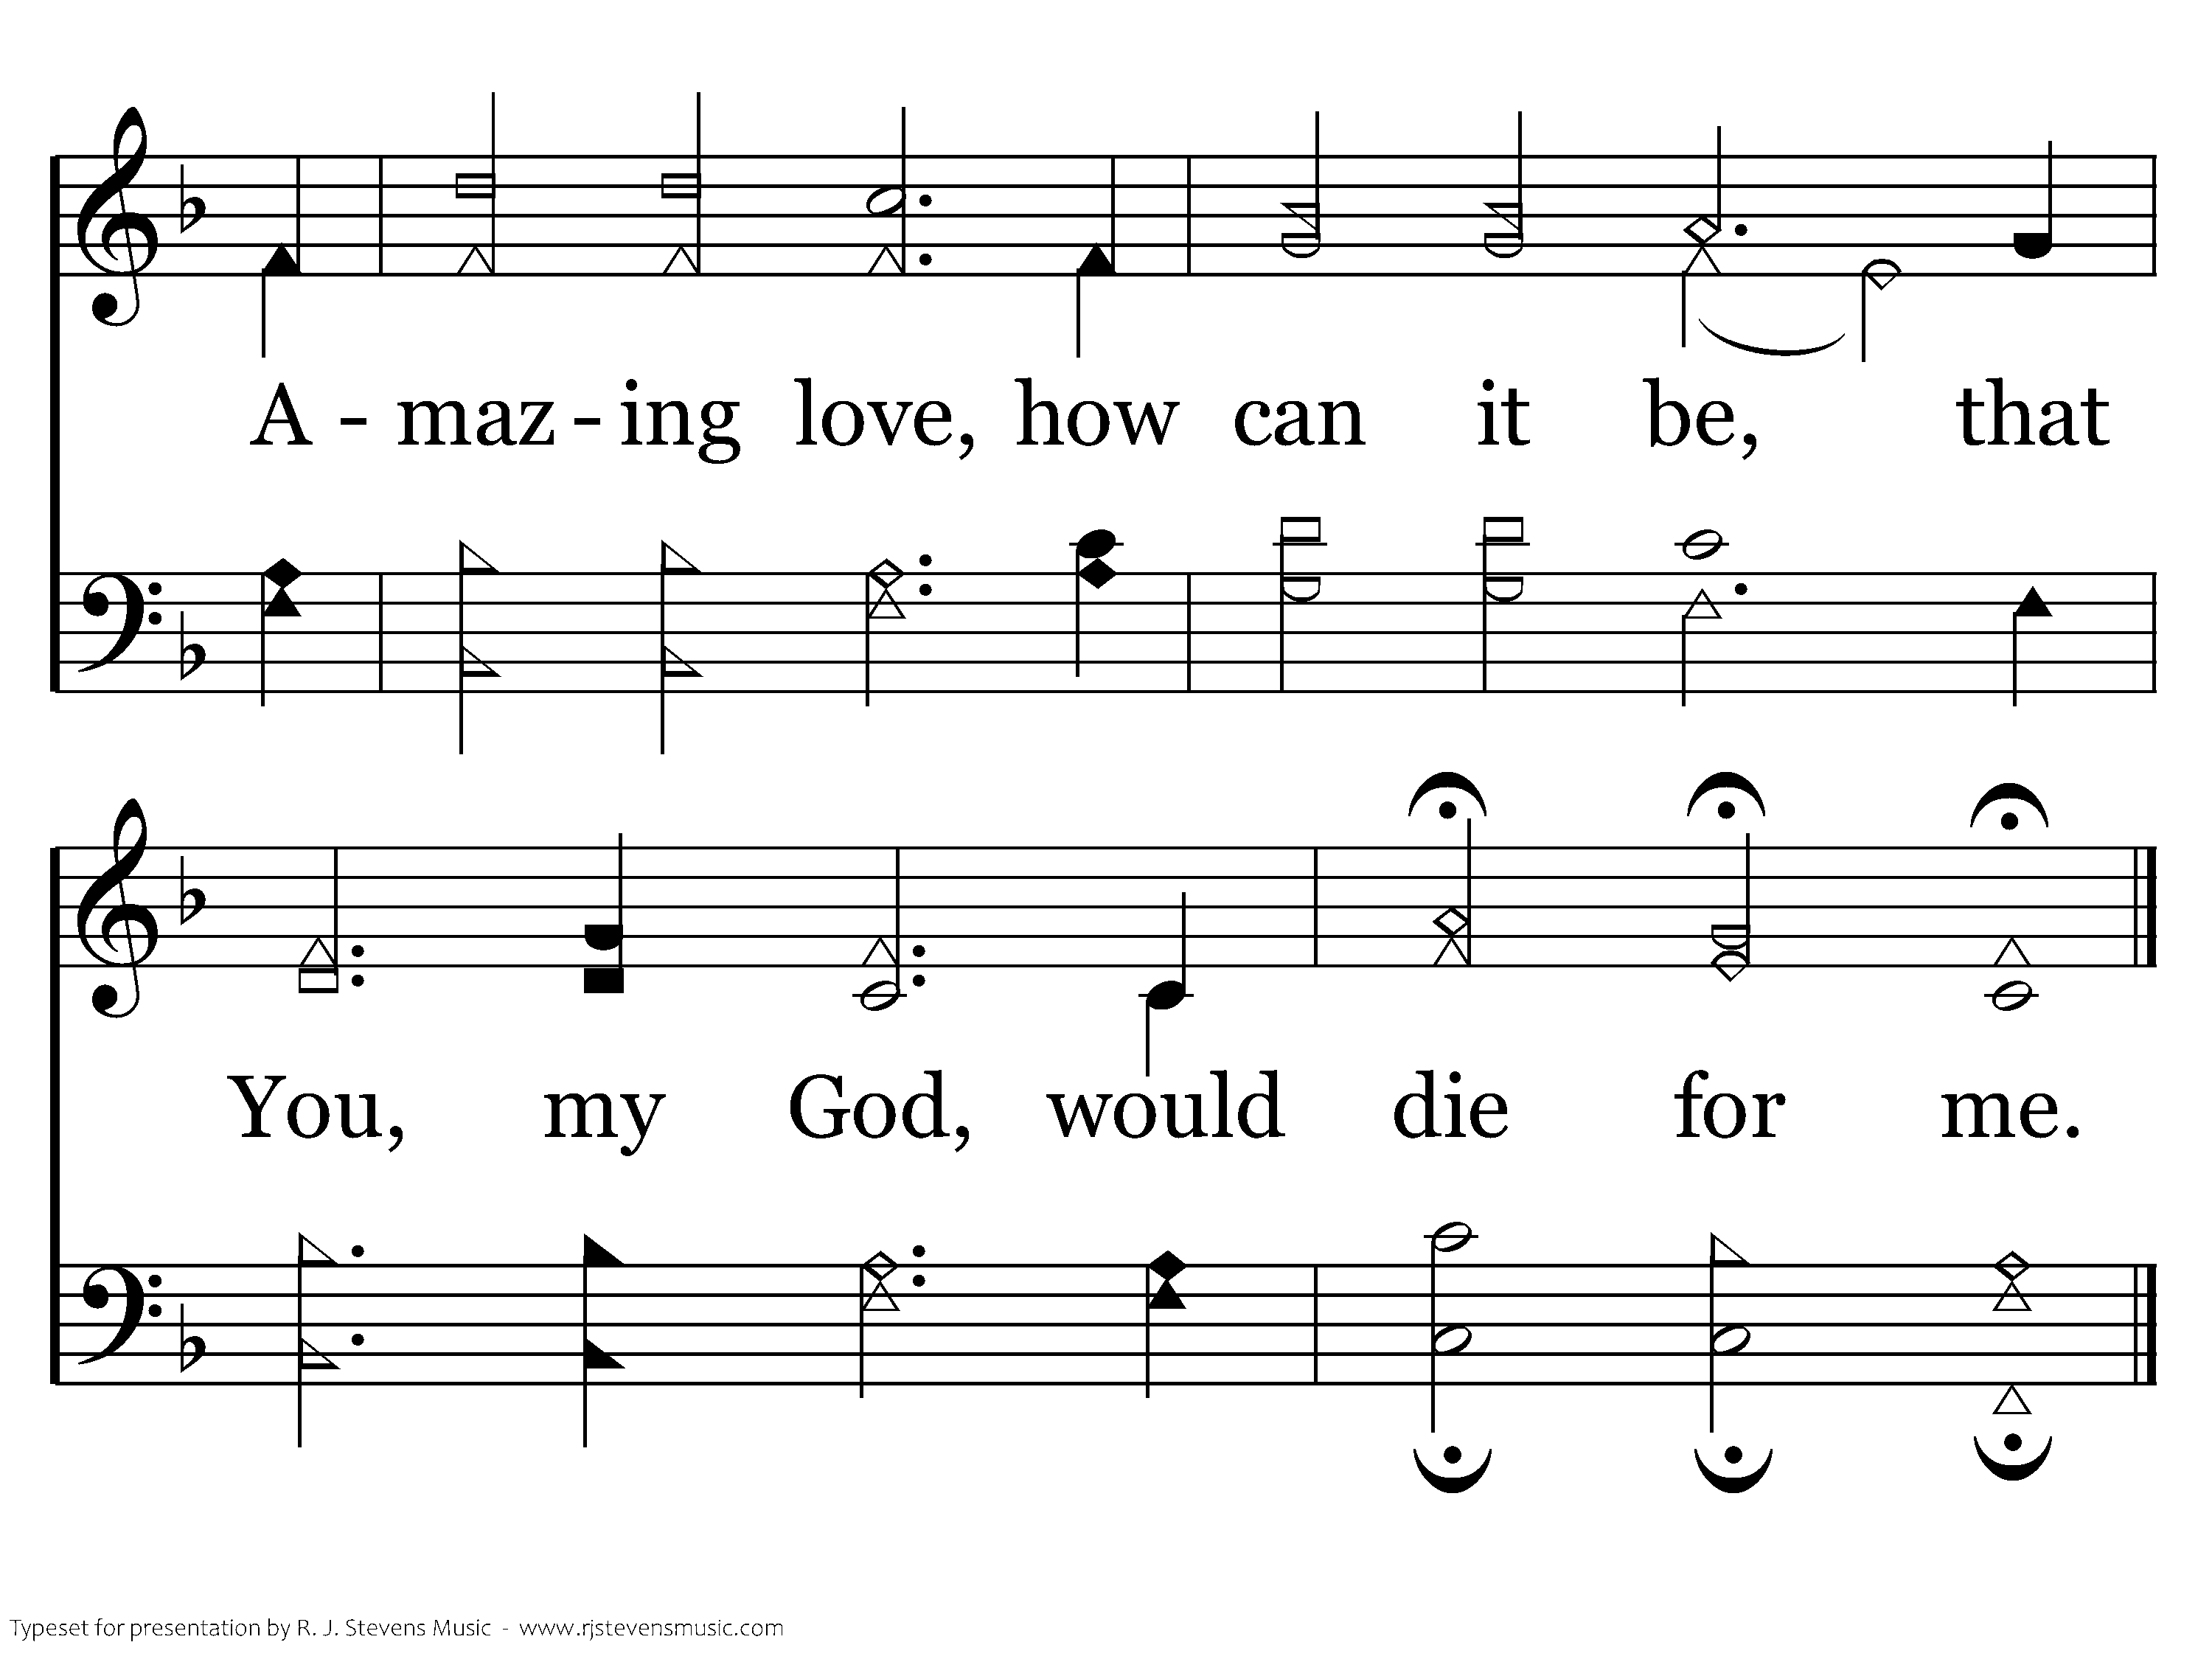 A - maz - ing love, how can it be, that
You, my God, would die for me.
Typeset for presentation by R. J. Stevens Music - www.rjstevensmusic.com